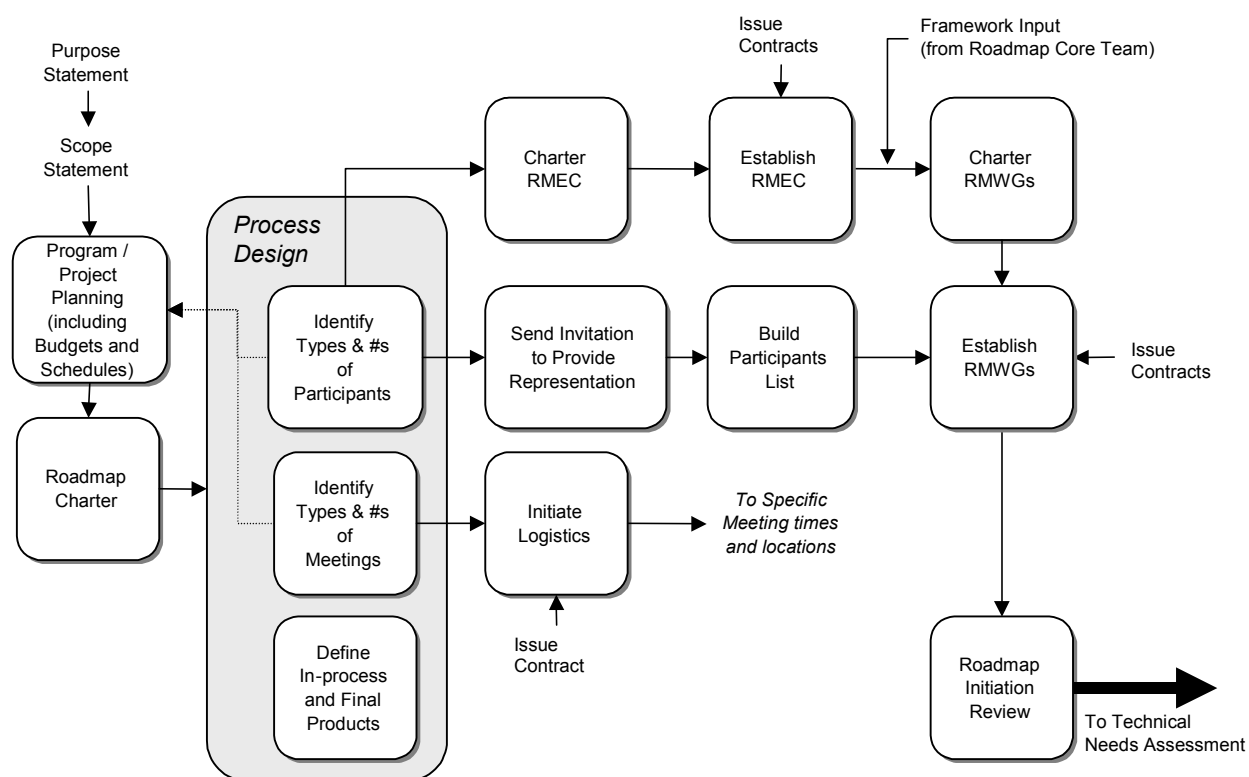 Purpose
Statement
Scope
Statement
Program /
Project
Planning
(including
Budgets and
Schedules)
Roadmap
Charter
Process
Design
Identify
Types & #s
of
Participants
Identify
Types & #s
of
Meetings
Define
In-process
and Final
Products
Charter
RMEC
Issue
Contracts
Establish
RMEC
Framework Input
(from Roadmap Core Team)
Charter
RMWGs
Send Invitation
to Provide
Representation
Build
Participants
List
Establish
RMWGs
Issue
Contracts
Initiate
Logistics
Issue
Contract
To Specific
Meeting times
and locations
Roadmap
Initiation
Review
To Technical
Needs Assessment